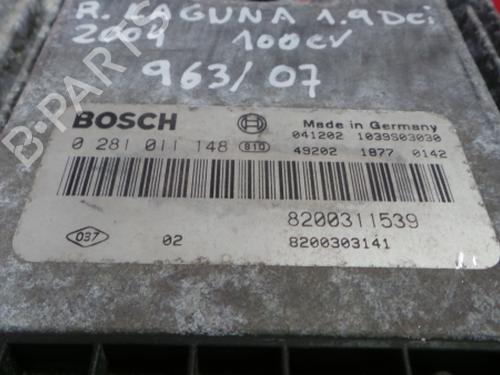 R. LAGUNA 1.9 DCi
2004 100CV
963/07
BOSCH
Made in Germany
041202 1039S03030
0 281 011 148 810
49202 1877 0142
8200311539
037
02
8200303141
B-PARTS